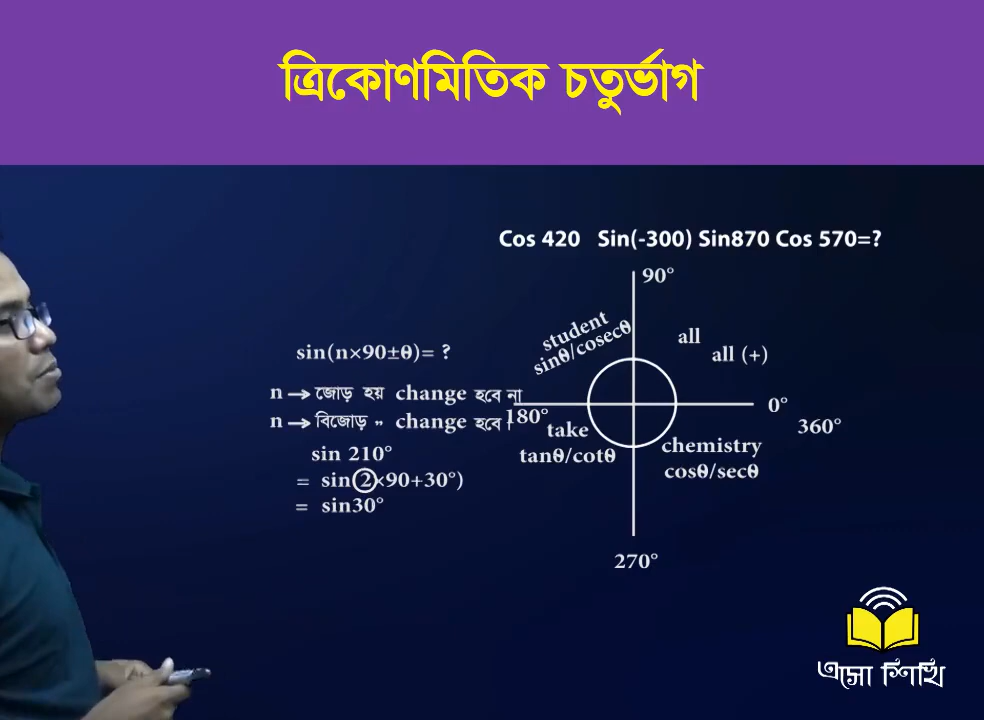 ত্রিকোণমিতিক চতুর্ভাগ
Cos 420 Sin(-300) Sin870 Cos 570=?
90°
student
sinθ/cosecθ
all
all (+)
sin(n×90±θ)= ?
n → জোড় হয় change হবে না
n → বিজোড় " change হবে।
180°
0°
360°
take
tanθ/cotθ
chemistry
cosθ/secθ
sin 210°
= sin(2×90+30°)
= sin30°
270°
এসো শিখি